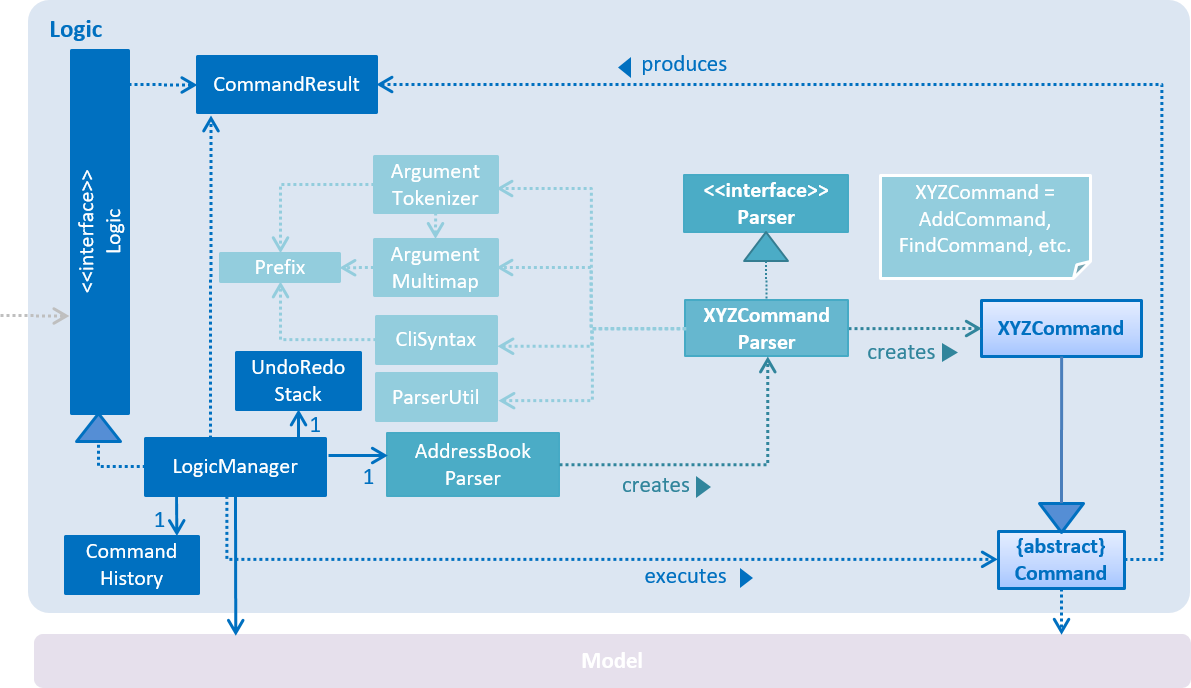 Logic
<<interface>>
Logic
CommandResult
produces
Argument
Tokenizer
<<interface>>
Parser
XYZCommand =
AddCommand,
FindCommand, etc.
Prefix
Argument
Multimap
XYZCommand
Parser
XYZCommand
CliSyntax
creates
UndoRedo
Stack
ParserUtil
1
LogicManager
1
AddressBook
Parser
creates
1
Command
History
executes
{abstract}
Command
Model